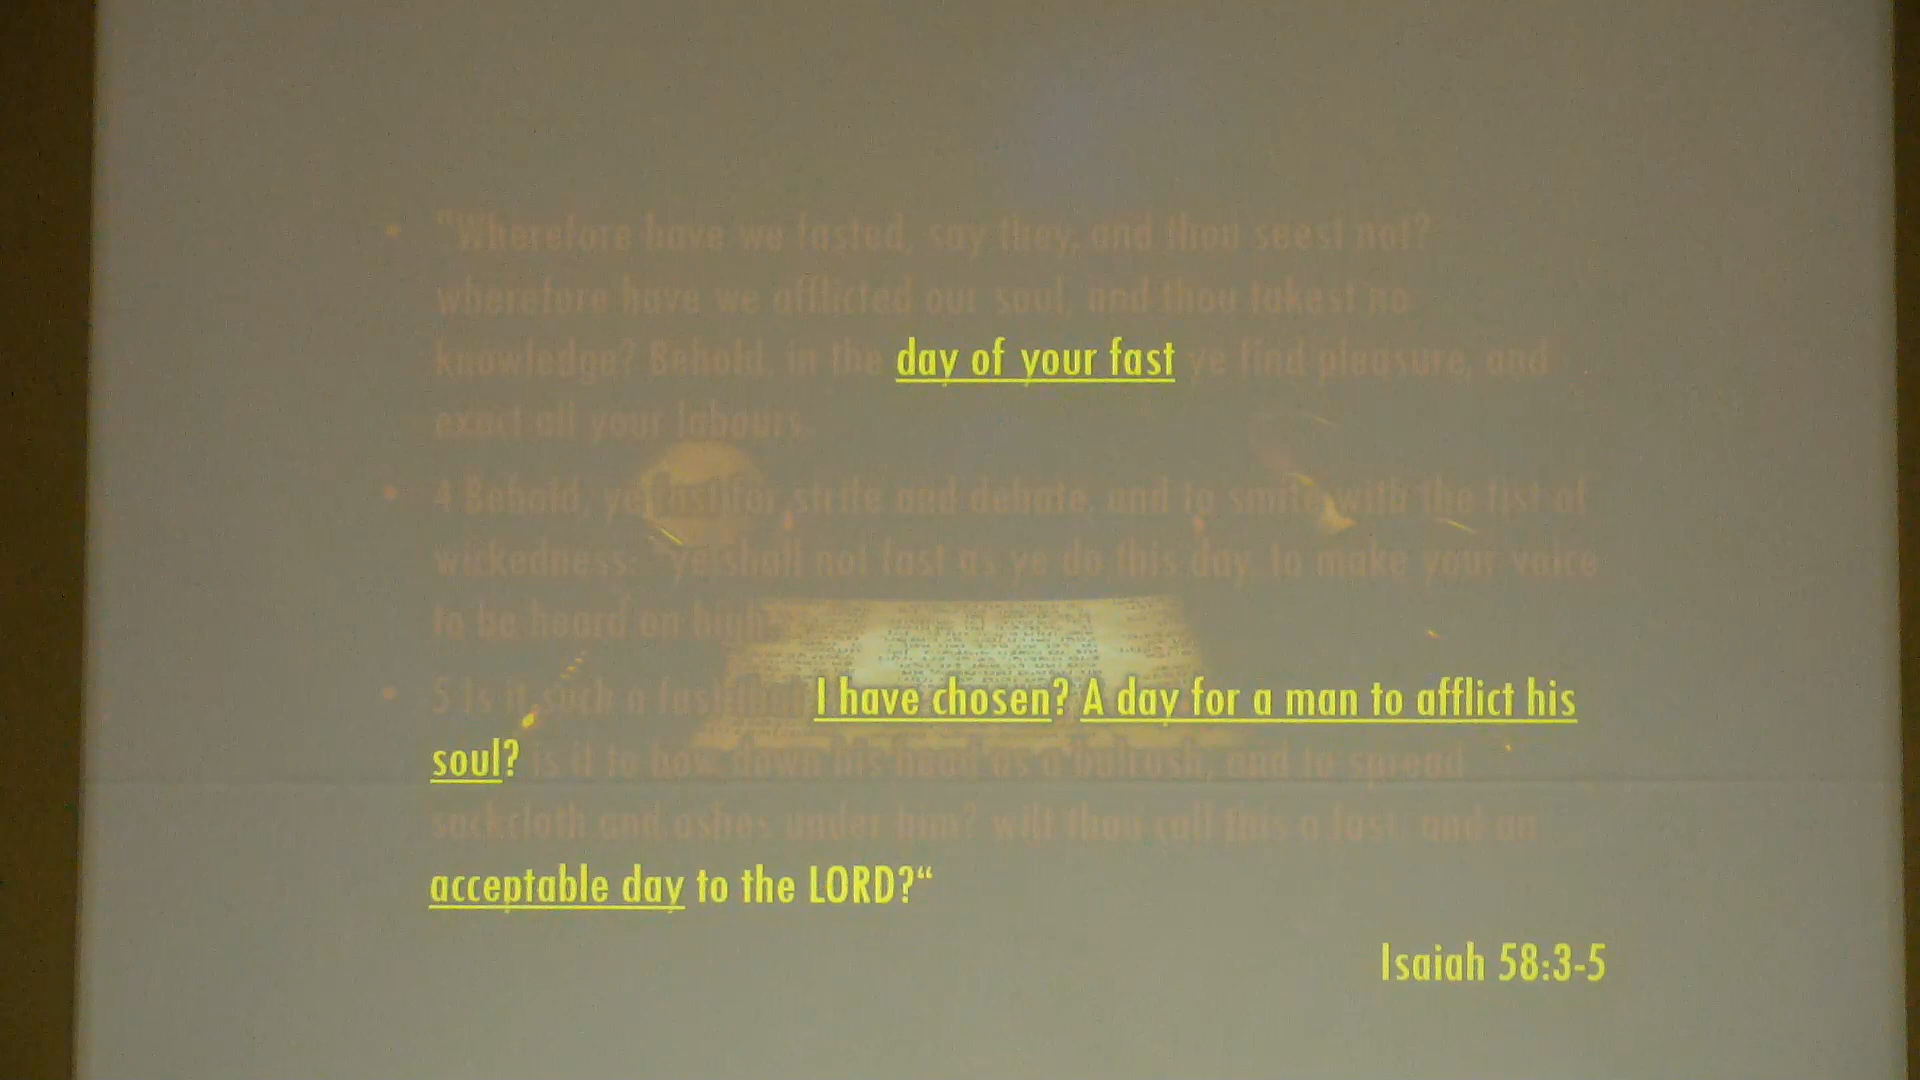 • "Wherefore have we fasted, say they, and thou seest not?
wherefore have we afflicted our soul, and thou takest no
knowledge? Behold, in the day of your fast ye find pleasure, and
exact all your labours.
• 4 Behold, ye fast for strife and debate, and to smite with the fist of
wickedness: ye shall not fast as ye do this day, to make your voice
to be heard on high.
• 5 Is it such a fast that I have chosen? A day for a man to afflict his
soul? is it to bow down his head as a bulrush, and to spread
sackcloth and ashes under him? wilt thou call this a fast, and an
acceptable day to the LORD?“
Isaiah 58:3-5